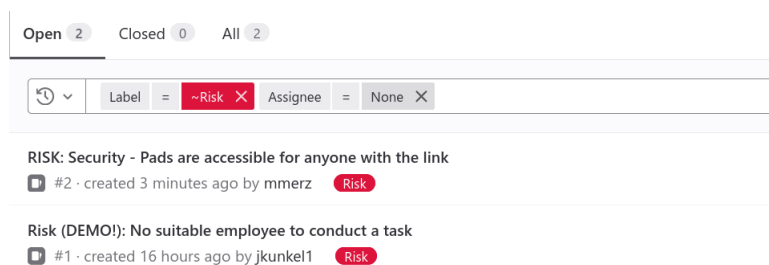 Open 2 Closed 0 All 2
Label = ~Risk Assignee = None
RISK: Security - Pads are accessible for anyone with the link
#2 · created 3 minutes ago by mmerz Risk
Risk (DEMO!): No suitable employee to conduct a task
#1 · created 16 hours ago by jkunkel1 Risk